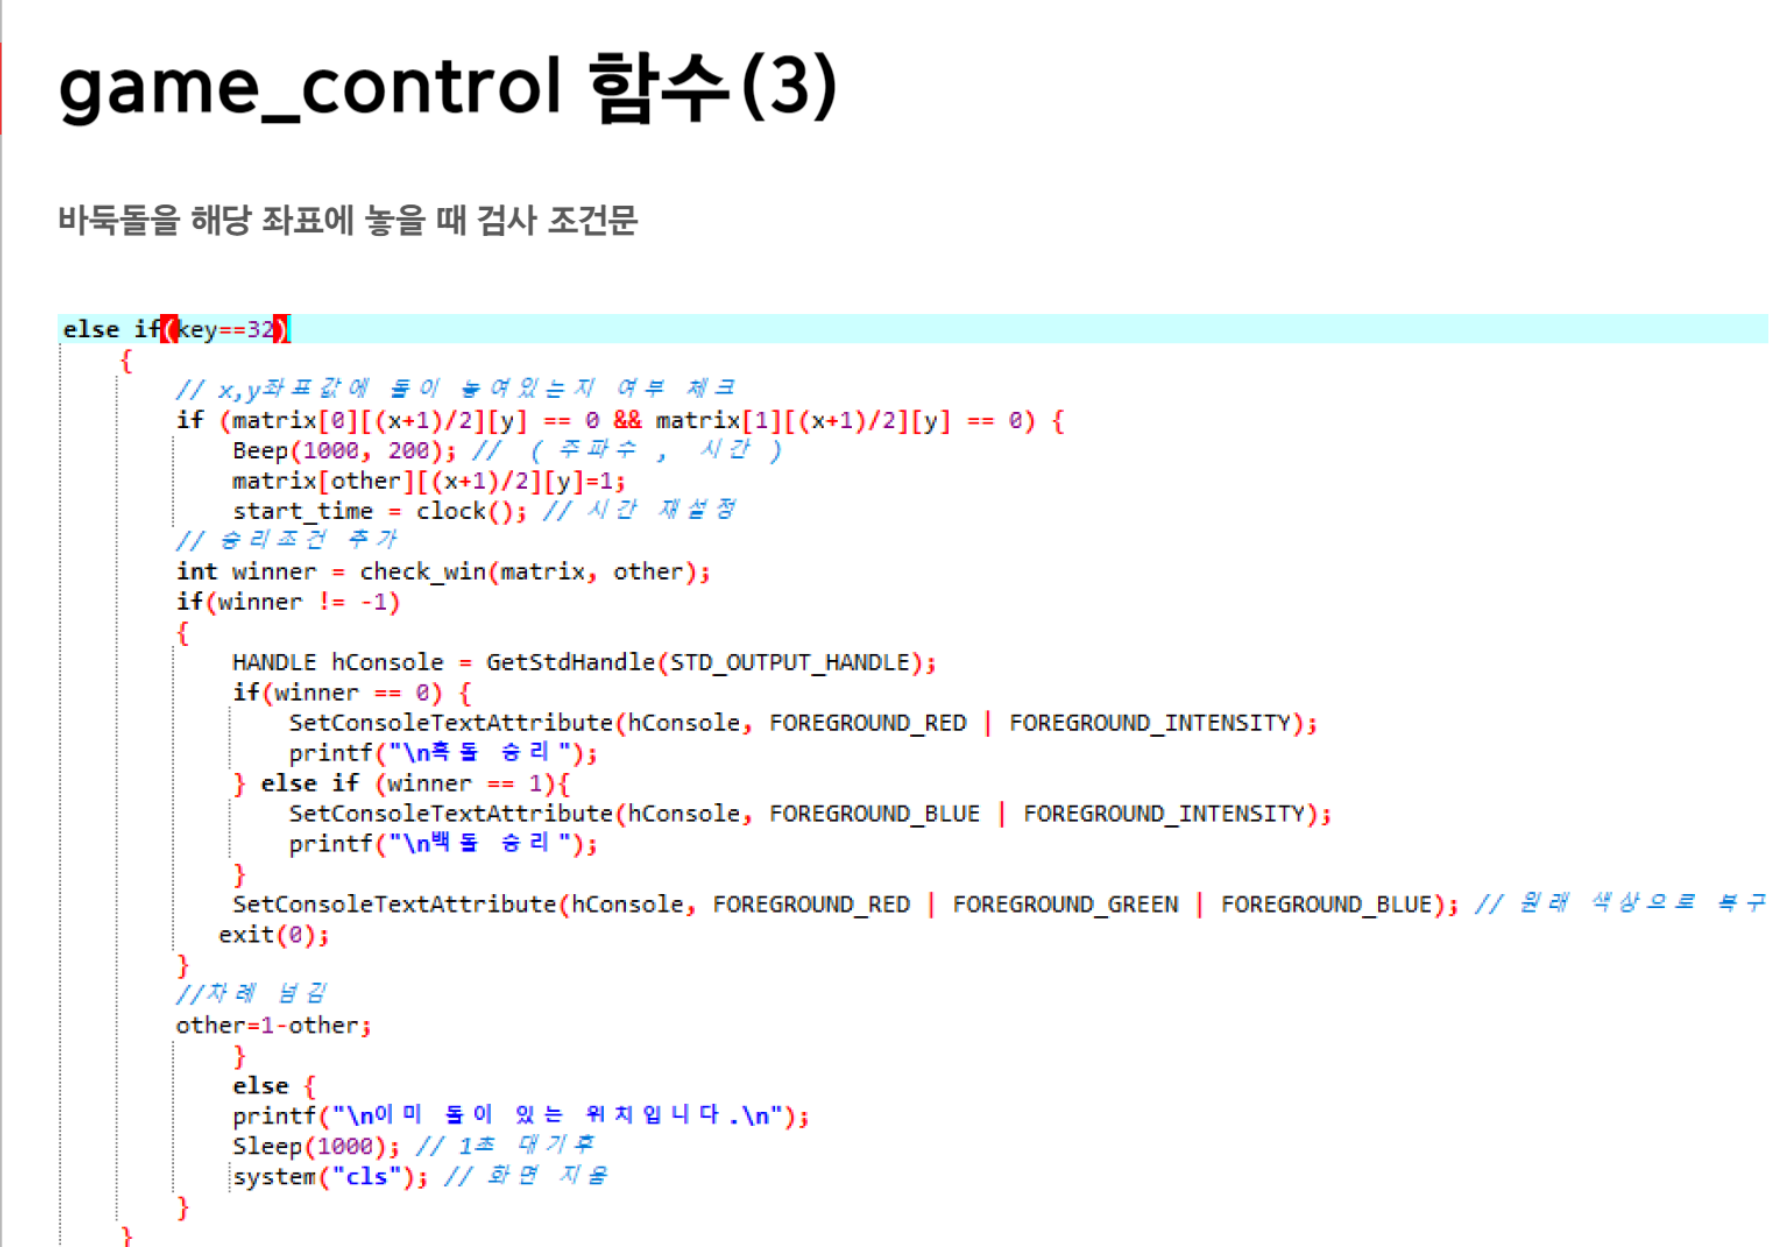 game_control 함수(3)
바둑돌을 해당 좌표에 놓을 때 검사 조건문
else if(key==32)
{
// x,y좌표값에 돌이 놓여있는지 여부 체크
if (matrix[0][(x+1)/2][y] == 0 && matrix[1][(x+1)/2][y] == 0) {
Beep(1000, 200); // ( 주파수 , 시간 )
matrix[other][(x+1)/2][y]=1;
start_time = clock(); // 시간 재설정
// 승리조건 추가
int winner = check_win(matrix, other);
if(winner != -1)
{
HANDLE hConsole = GetStdHandle(STD_OUTPUT_HANDLE);
if(winner == 0) {
SetConsoleTextAttribute(hConsole, FOREGROUND_RED | FOREGROUND_INTENSITY);
printf("\n흑돌 승리");
} else if (winner == 1){
SetConsoleTextAttribute(hConsole, FOREGROUND_BLUE | FOREGROUND_INTENSITY);
printf("\n백돌 승리");
}
SetConsoleTextAttribute(hConsole, FOREGROUND_RED | FOREGROUND_GREEN | FOREGROUND_BLUE); // 원래 색상으로 복구
exit(0);
}
//차례 넘김
other=1-other;
}
else {
printf("\n이미 돌이 있는 위치입니다.\n");
Sleep(1000); // 1초 대기후
system("cls"); // 화면 지움
}
}